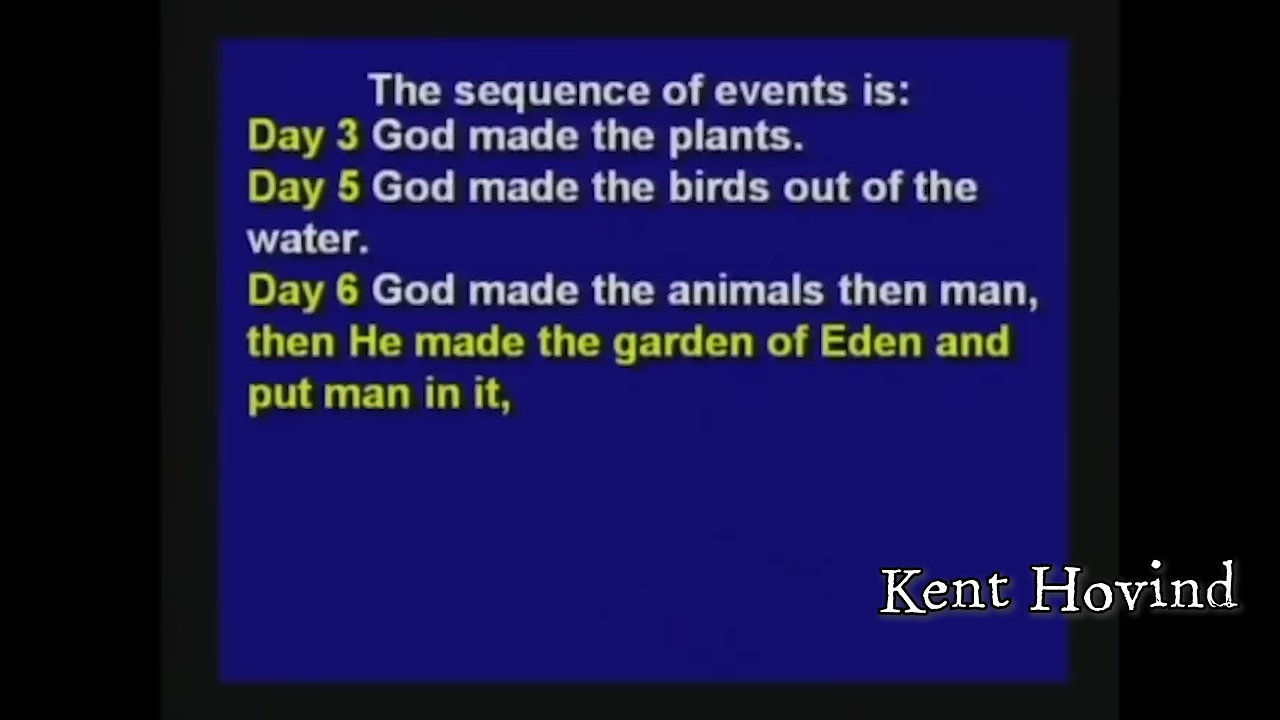 The sequence of events is:
Day 3 God made the plants.
Day 5 God made the birds out of the
water.
Day 6 God made the animals then man,
then He made the garden of Eden and
put man in it,
Kent Hovind